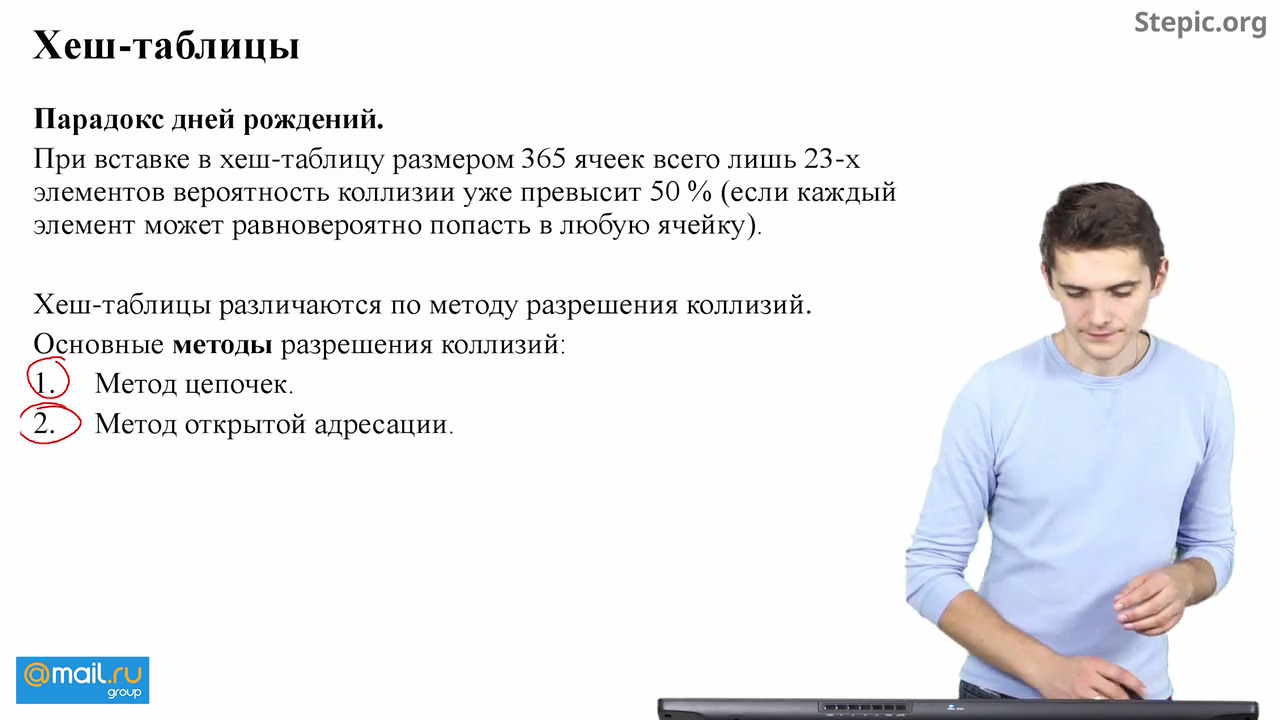 Stepic.org
Хеш-таблицы
Парадокс дней рождений.
При вставке в хеш-таблицу размером 365 ячеек всего лишь 23-х
элементов вероятность коллизии уже превысит 50 % (если каждый
элемент может равновероятно попасть в любую ячейку).
Хеш-таблицы различаются по методу разрешения коллизий.
Основные методы разрешения коллизий:
1. Метод цепочек.
2. Метод открытой адресации.
@mail.ru
group